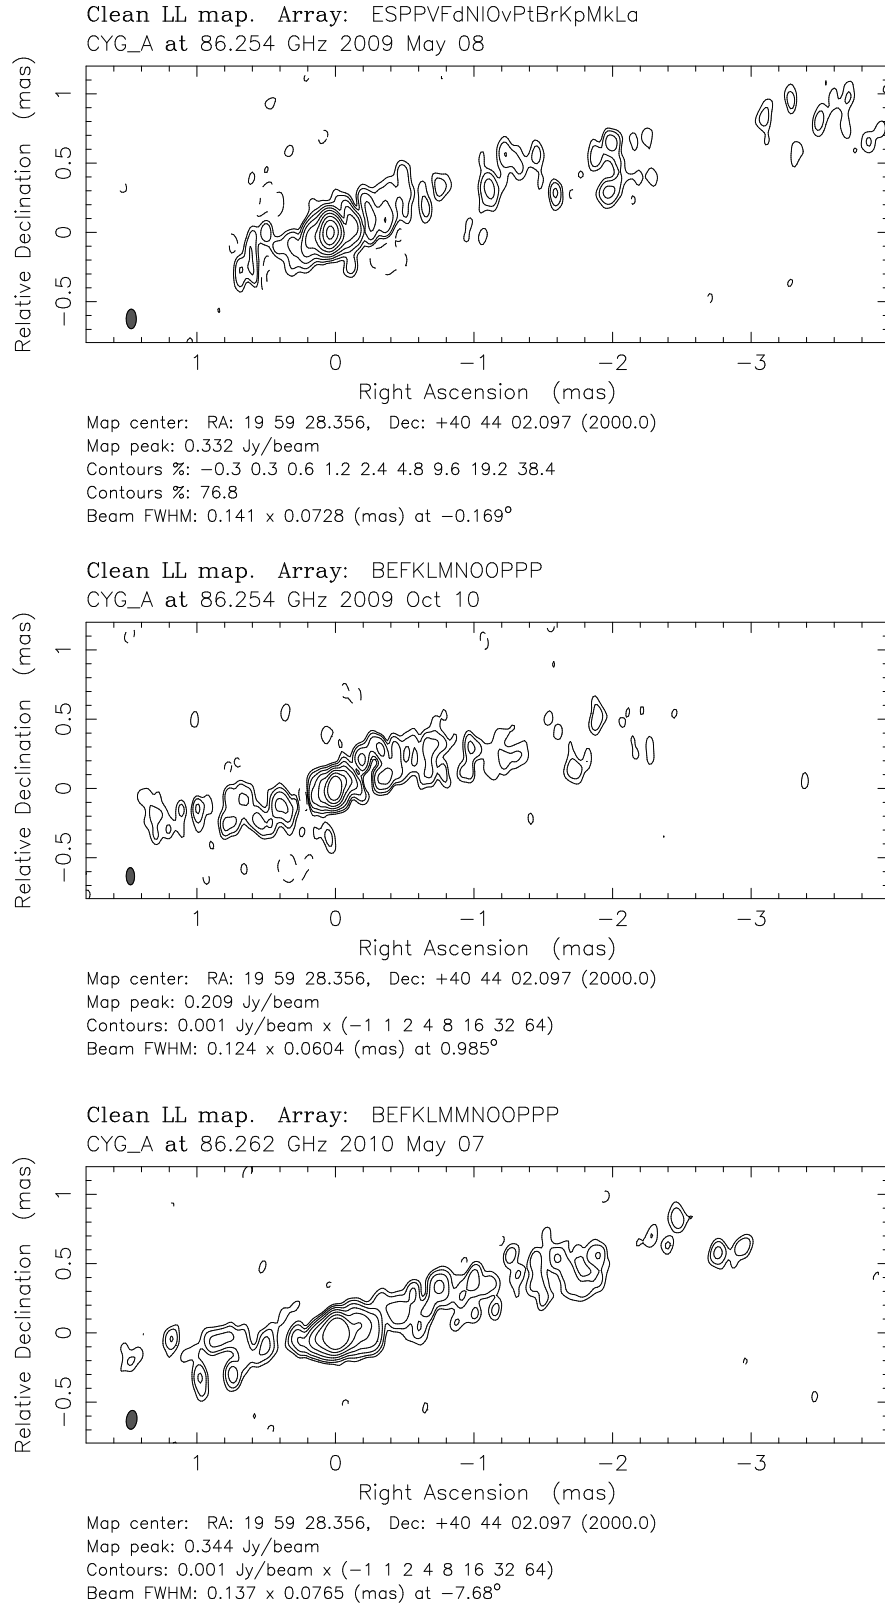 Clean LL map. Array: ESPPVFdNlOvPtBrKpMkLa
CYG_A at 86.254 GHz 2009 May 08
Relative Declination (mas)
1
0.5
0
−0.5
1 0 −1 −2 −3
Right Ascension (mas)
Map center: RA: 19 59 28.356, Dec: +40 44 02.097 (2000.0)
Map peak: 0.332 Jy/beam
Contours %: −0.3 0.3 0.6 1.2 2.4 4.8 9.6 19.2 38.4
Contours %: 76.8
Beam FWHM: 0.141 x 0.0728 (mas) at −0.169°
Clean LL map. Array: BEFKLMNOOPPP
CYG_A at 86.254 GHz 2009 Oct 10
Relative Declination (mas)
1
0.5
0
−0.5
1 0 −1 −2 −3
Right Ascension (mas)
Map center: RA: 19 59 28.356, Dec: +40 44 02.097 (2000.0)
Map peak: 0.209 Jy/beam
Contours: 0.001 Jy/beam x (−1 1 2 4 8 16 32 64)
Beam FWHM: 0.124 x 0.0604 (mas) at 0.985°
Clean LL map. Array: BEFKLMMNOOPPP
CYG_A at 86.262 GHz 2010 May 07
Relative Declination (mas)
1
0.5
0
−0.5
1 0 −1 −2 −3
Right Ascension (mas)
Map center: RA: 19 59 28.356, Dec: +40 44 02.097 (2000.0)
Map peak: 0.344 Jy/beam
Contours: 0.001 Jy/beam x (−1 1 2 4 8 16 32 64)
Beam FWHM: 0.137 x 0.0765 (mas) at −7.68°